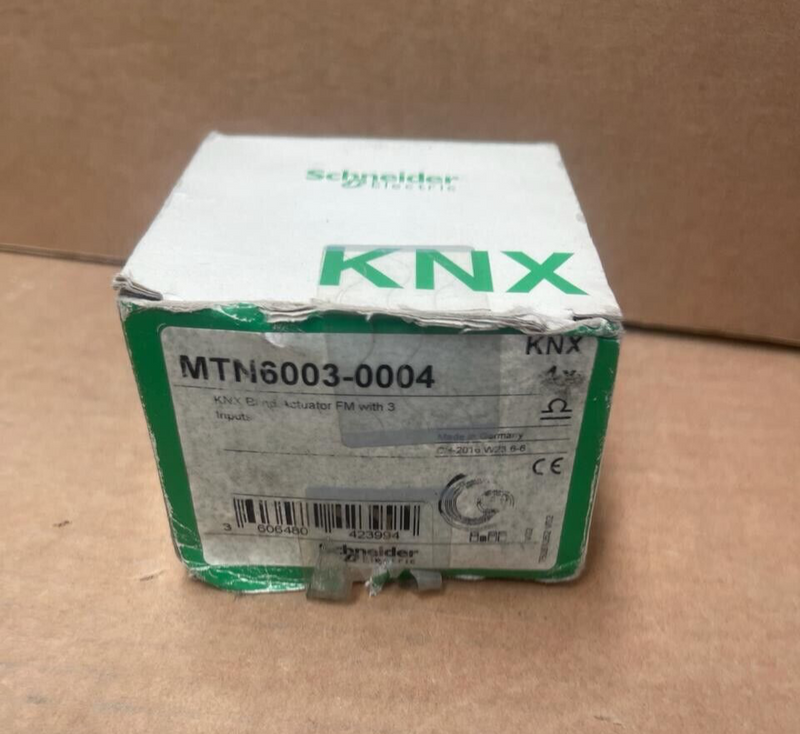 Schneider
Electric
KNX
KNX
MTN6003-0004
KNX Actuator FM with 3
Inputs
Made in Germany
CE
3 606480 423994
Schneider
Electric